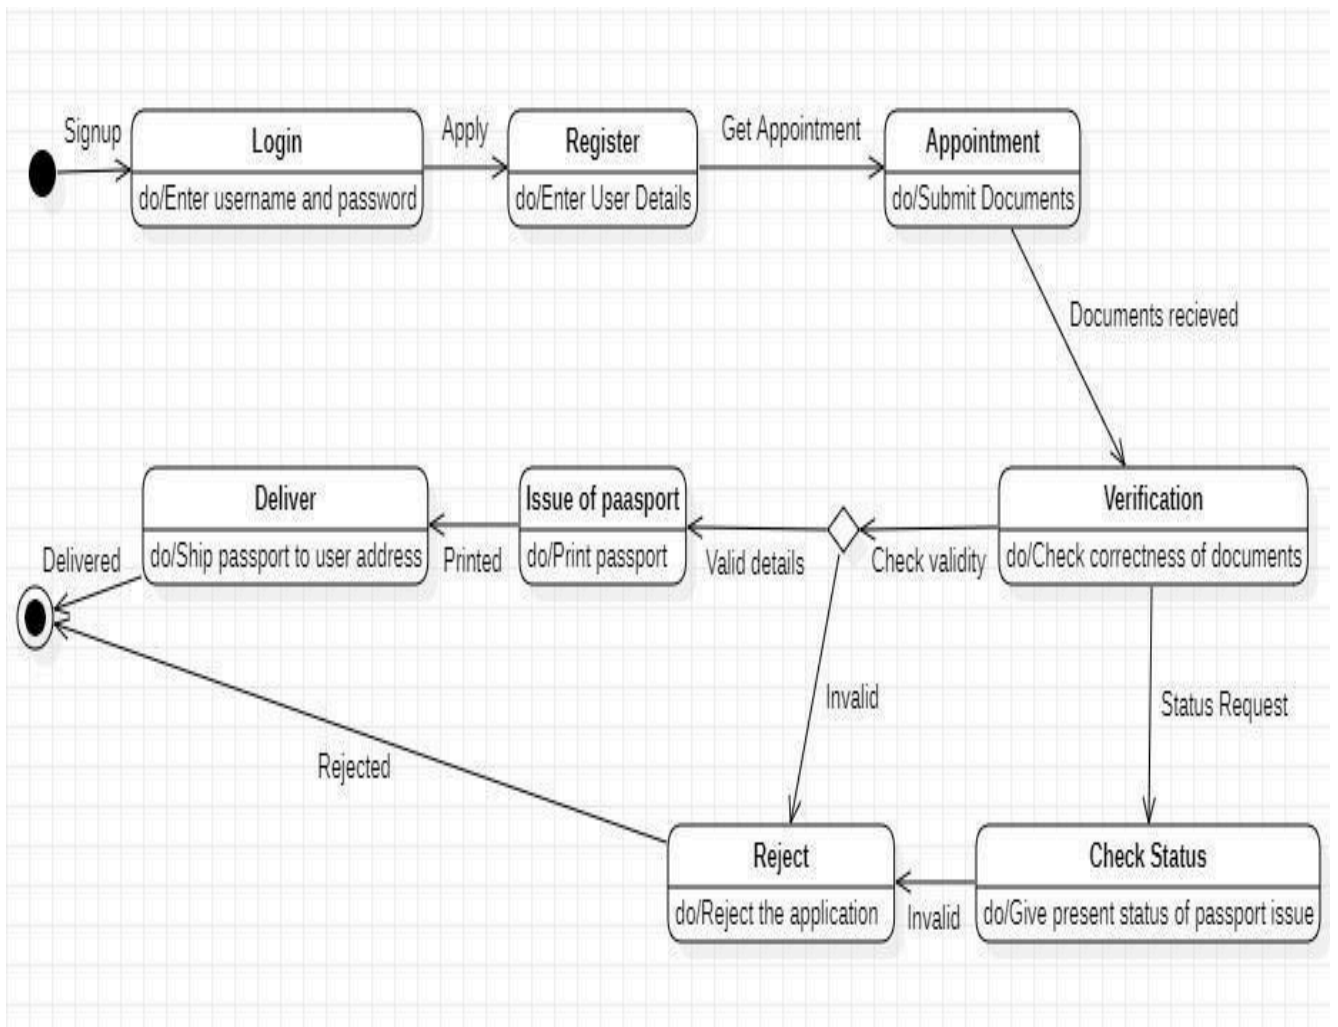 Signup
Login
do/Enter username and password
Apply
Register
do/Enter User Details
Get Appointment
Appointment
do/Submit Documents
Documents recieved
Verification
do/Check correctness of documents
Check validity
Valid details
Issue of paasport
do/Print passport
Printed
Deliver
do/Ship passport to user address
Delivered
Invalid
Status Request
Rejected
Reject
do/Reject the application
Invalid
Check Status
do/Give present status of passport issue